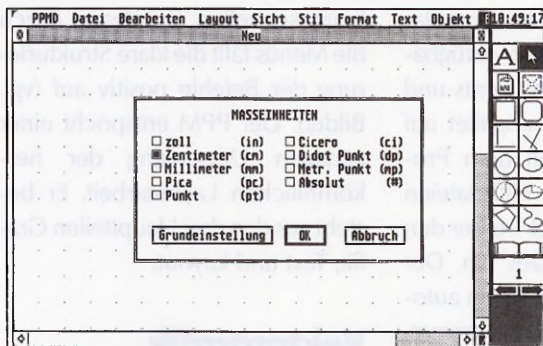 PPMD Datei Bearbeiten Layout Sicht Stil Format Text Objekt 10:49:17
Neu
A
MASSEINHEITEN
zoll (in) Cicero (ci)
Zentimeter (cm) Didot Punkt (dp)
Millimeter (mm) Metr. Punkt (mp)
Pica (pc) Absolut (#)
Punkt (pt)
Grundeinstellung OK Abbruch
1